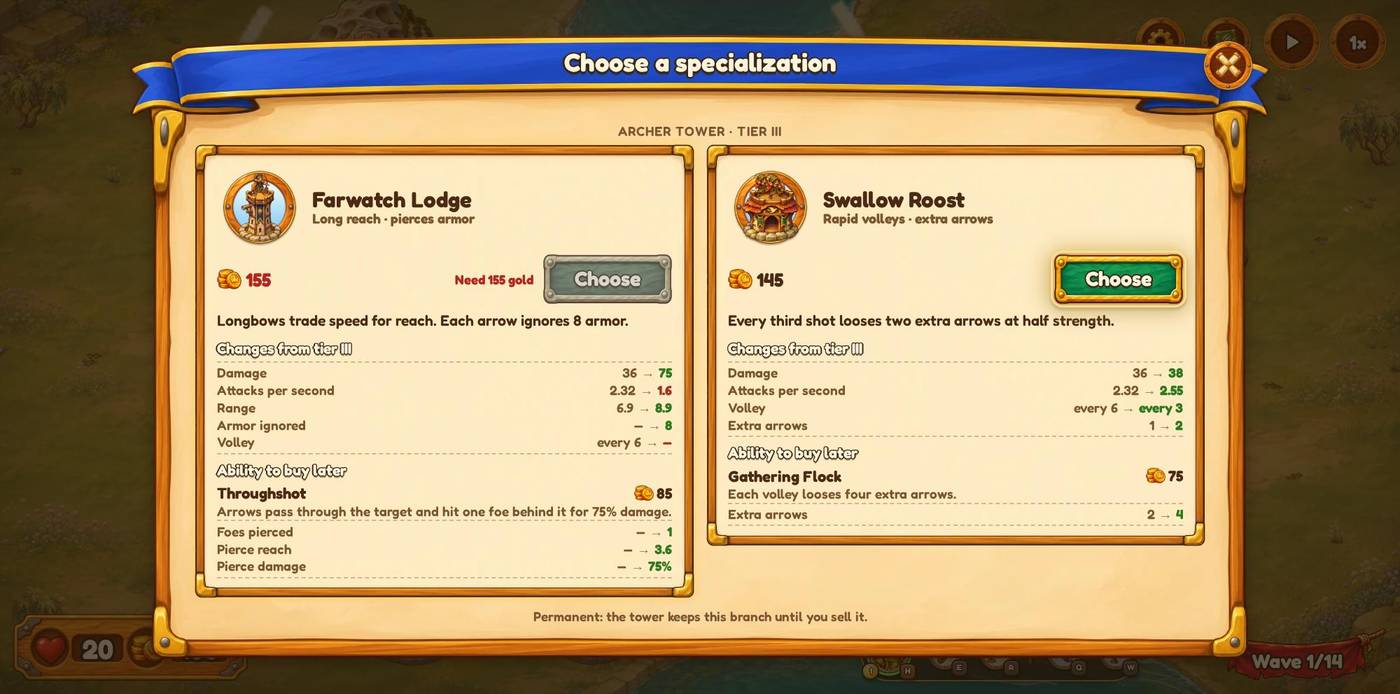 Choose a specialization
1x
ARCHER TOWER · TIER III
Farwatch Lodge
Long reach · pierces armor
155
Need 155 gold
Choose
Longbows trade speed for reach. Each arrow ignores 8 armor.
Changes from tier III
Damage 36 → 75
Attacks per second 2.32 → 1.6
Range 6.9 → 8.9
Armor ignored – → 8
Volley every 6 → –
Ability to buy later
Throughshot 85
Arrows pass through the target and hit one foe behind it for 75% damage.
Foes pierced – → 1
Pierce reach – → 3.6
Pierce damage – → 75%
Swallow Roost
Rapid volleys · extra arrows
145
Choose
Every third shot looses two extra arrows at half strength.
Changes from tier III
Damage 36 → 38
Attacks per second 2.32 → 2.55
Volley every 6 → every 3
Extra arrows 1 → 2
Ability to buy later
Gathering Flock 75
Each volley looses four extra arrows.
Extra arrows 2 → 4
Permanent: the tower keeps this branch until you sell it.
20
H E R Q W
Wave 1/14